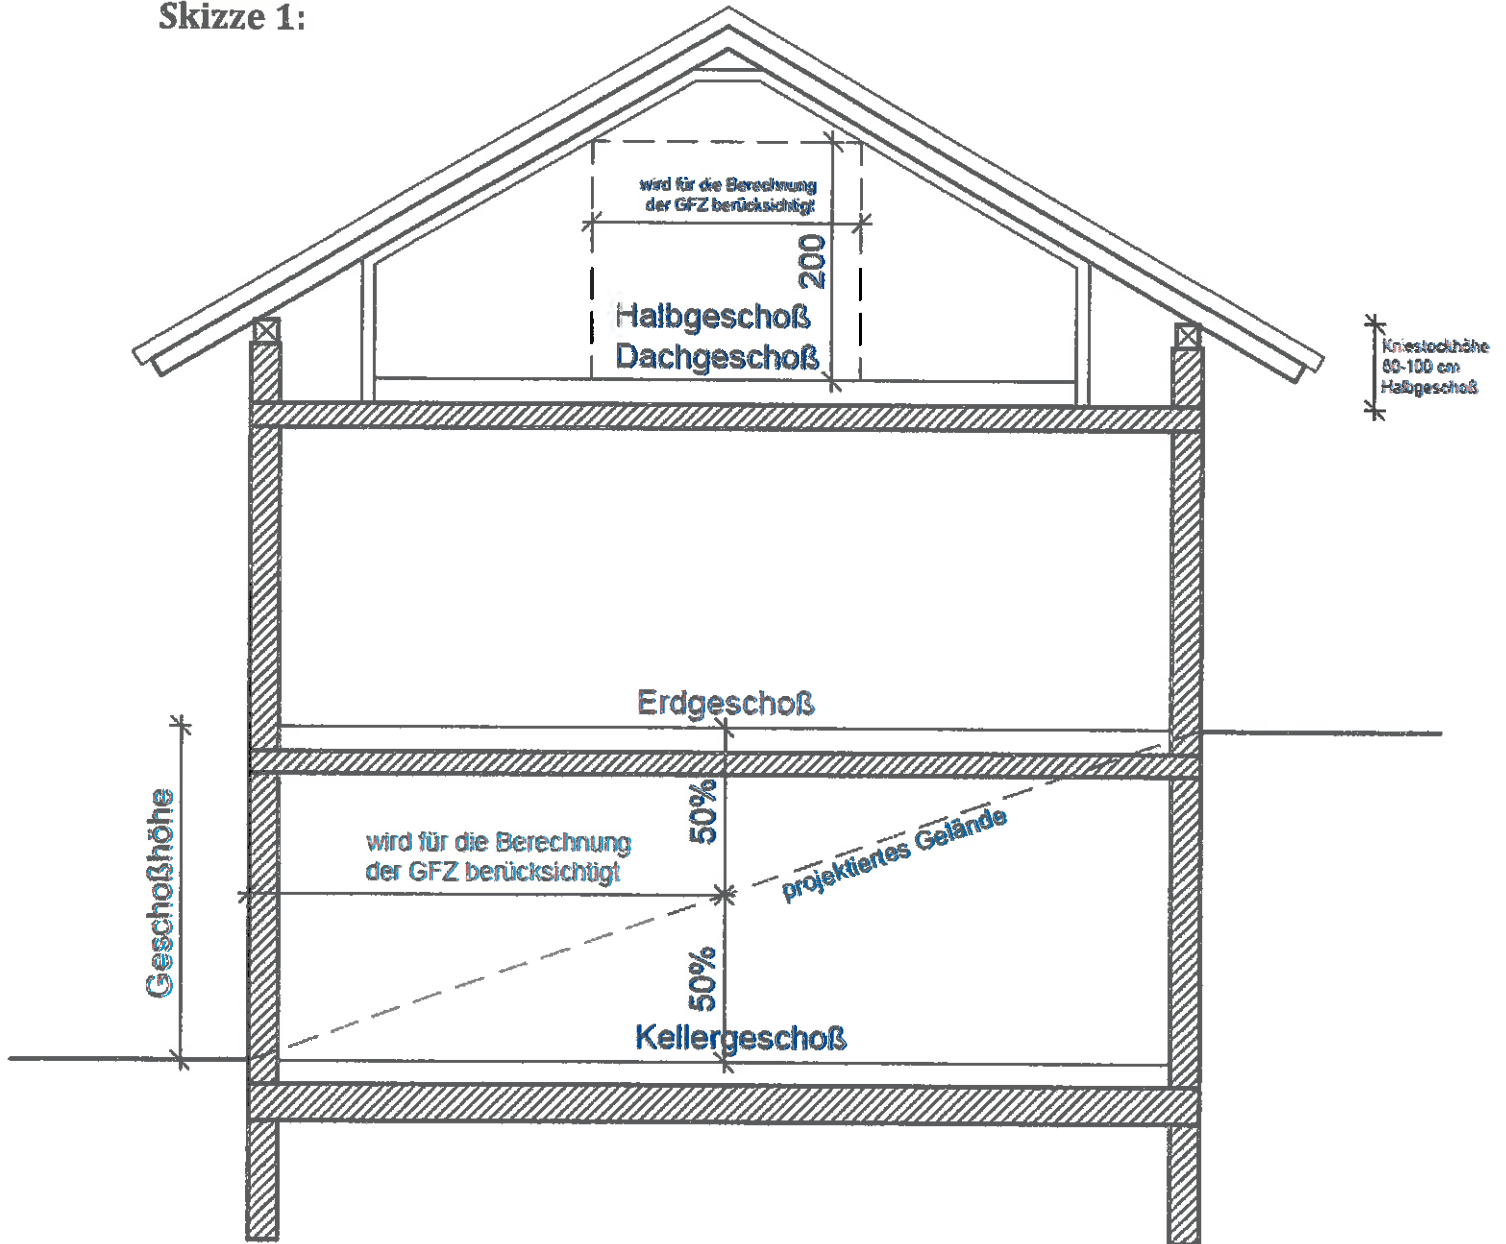 Skizze 1:
wird für die Berechnung
der GFZ berücksichtigt
200
Halbgeschoß
Dachgeschoß
Kniestockhöhe
80-100 cm
Halbgeschoß
Erdgeschoß
Geschoßhöhe
50%
wird für die Berechnung
der GFZ berücksichtigt
projektiertes Gelände
50%
Kellergeschoß